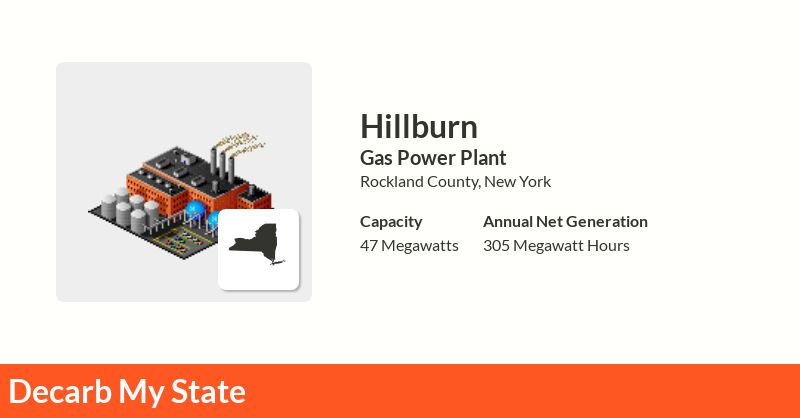 Hillburn
Gas Power Plant
Rockland County, New York
Capacity Annual Net Generation
47 Megawatts 305 Megawatt Hours
Decarb My State